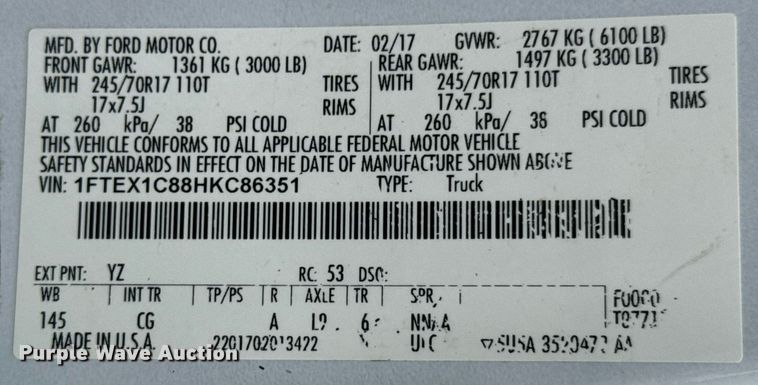 MFD. BY FORD MOTOR CO. DATE: 02/17 GVWR: 2767 KG ( 6100 LB)
FRONT GAWR: 1361 KG ( 3000 LB) REAR GAWR: 1497 KG ( 3300 LB)
WITH 245/70R17 110T TIRES WITH 245/70R17 110T TIRES
17x7.5J RIMS 17x7.5J RIMS
AT 260 kPa/ 38 PSI COLD AT 260 kPa/ 38 PSI COLD
THIS VEHICLE CONFORMS TO ALL APPLICABLE FEDERAL MOTOR VEHICLE
SAFETY STANDARDS IN EFFECT ON THE DATE OF MANUFACTURE SHOWN ABOVE
VIN: 1FTEX1C88HKC86351 TYPE: Truck
EXT PNT: YZ RC: 53 DSO:
WB INT TR TP/PS R AXLE TR SPR
145 CG A 6
MADE IN U.S.A. 2201702013422
Purple Wave Auction